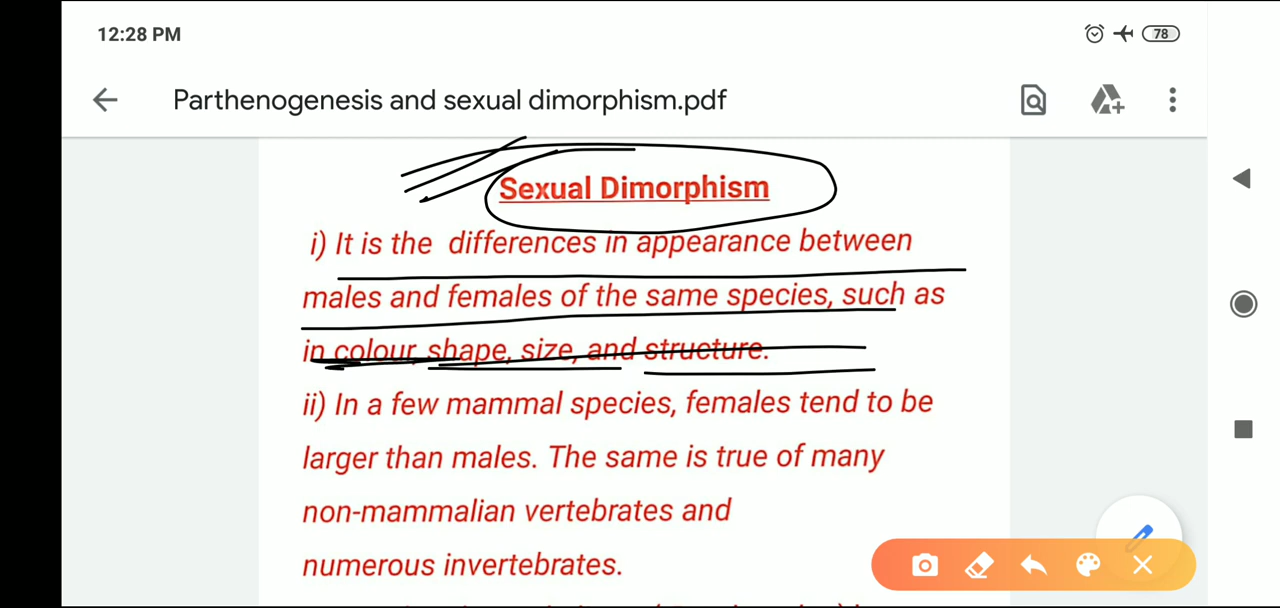 12:28 PM
78
Parthenogenesis and sexual dimorphism.pdf
Sexual Dimorphism
i) It is the differences in appearance between
males and females of the same species, such as
in colour, shape, size, and structure.
ii) In a few mammal species, females tend to be
larger than males. The same is true of many
non-mammalian vertebrates and
numerous invertebrates.